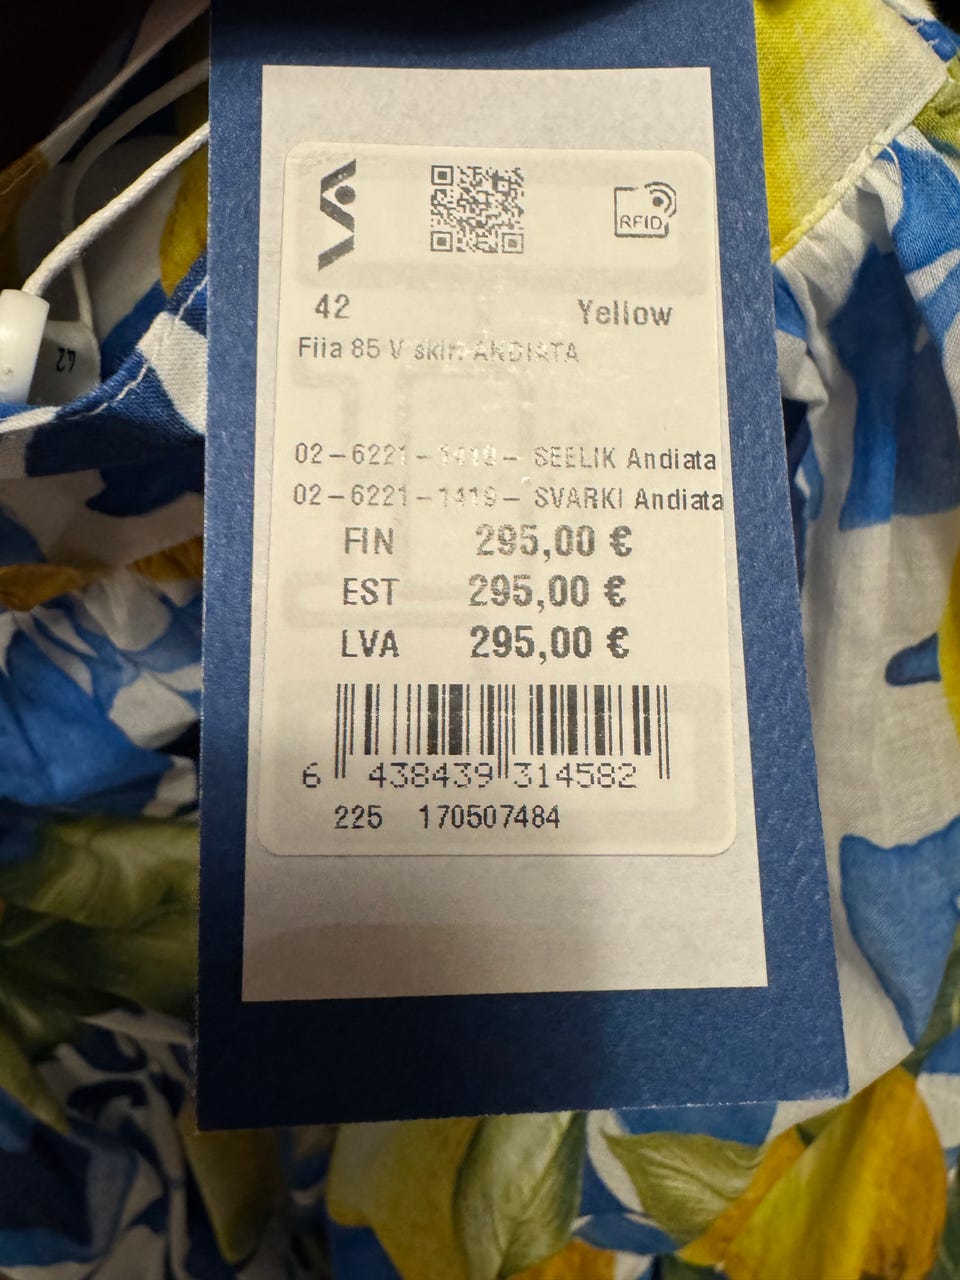 RFID
42 Yellow
Fiia 85 V skirt ANDIATA
42
02-6221-1419- SEELIK Andiata
02-6221-1419- SVARKI Andiata
FIN 295,00 €
EST 295,00 €
LVA 295,00 €
6 438439 314582
225 170507484